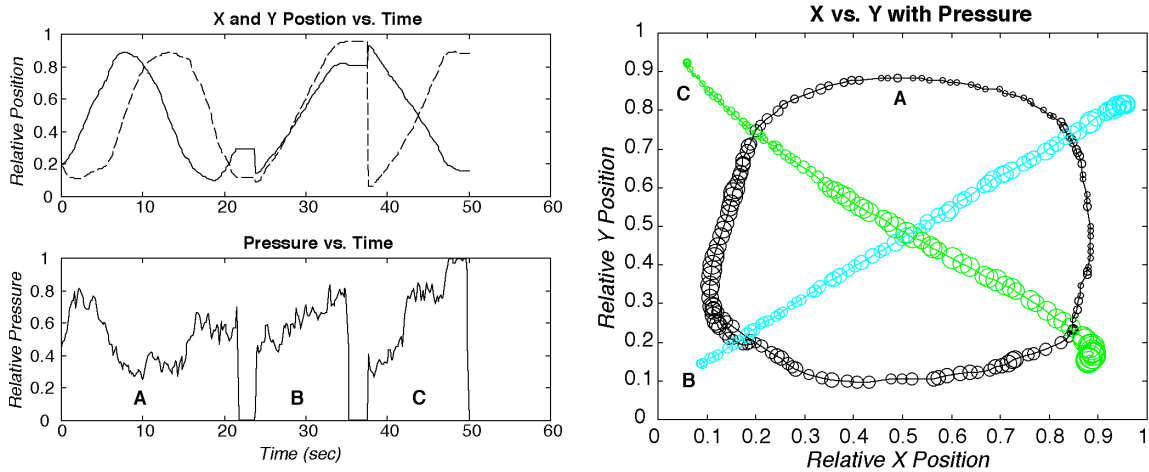 X and Y Postion vs. Time
Relative Position
1
0.8
0.6
0.4
0.2
0
0 10 20 30 40 50 60
Pressure vs. Time
Relative Pressure
1
0.8
0.6
0.4
0.2
0
A B C
0 10 20 30 40 50 60
Time (sec)
X vs. Y with Pressure
Relative Y Position
1
0.9
0.8
0.7
0.6
0.5
0.4
0.3
0.2
0.1
0
C
A
B
0 0.1 0.2 0.3 0.4 0.5 0.6 0.7 0.8 0.9 1
Relative X Position